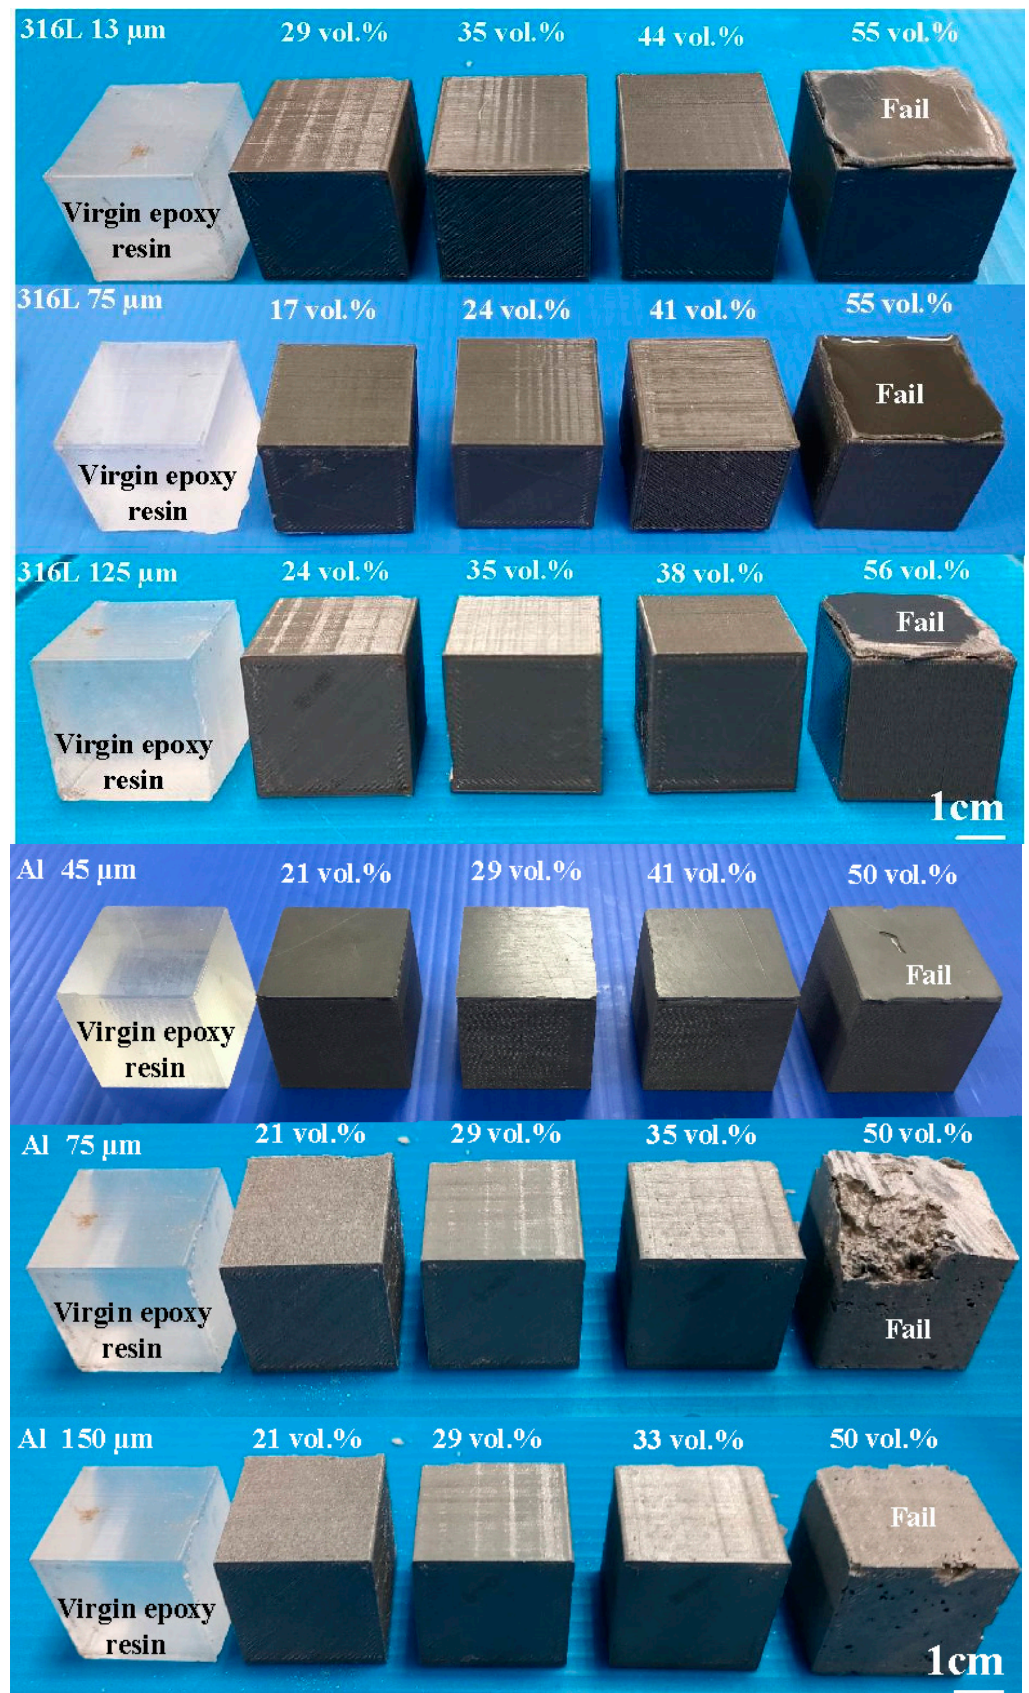 316L 13 μm 29 vol.% 35 vol.% 44 vol.% 55 vol.%
Fail
Virgin epoxy
resin
316L 75 μm 17 vol.% 24 vol.% 41 vol.% 55 vol.%
Fail
Virgin epoxy
resin
316L 125 μm 24 vol.% 35 vol.% 38 vol.% 56 vol.%
Fail
Virgin epoxy
resin
1cm
Al 45 μm 21 vol.% 29 vol.% 41 vol.% 50 vol.%
Fail
Virgin epoxy
resin
Al 75 μm 21 vol.% 29 vol.% 35 vol.% 50 vol.%
Virgin epoxy
resin
Fail
Al 150 μm 21 vol.% 29 vol.% 33 vol.% 50 vol.%
Fail
Virgin epoxy
resin
1cm